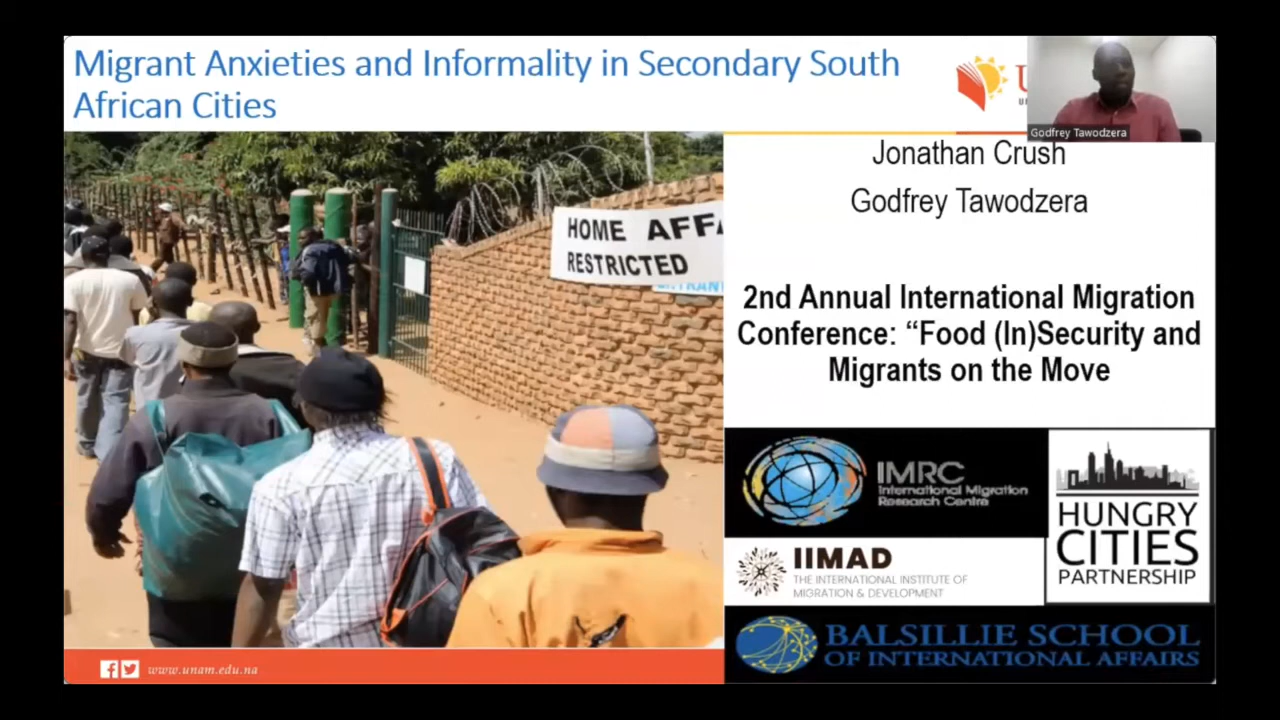 Migrant Anxieties and Informality in Secondary South
African Cities
Godfrey Tawodzera
Jonathan Crush
Godfrey Tawodzera
HOME AFFA
RESTRICTED
ENTRANT
2nd Annual International Migration
Conference: “Food (In)Security and
Migrants on the Move
IMRC
International Migration
Research Centre
HUNGRY
CITIES
PARTNERSHIP
IIMAD
THE INTERNATIONAL INSTITUTE OF
MIGRATION & DEVELOPMENT
BALSILLIE SCHOOL
OF INTERNATIONAL AFFAIRS
www.unam.edu.na